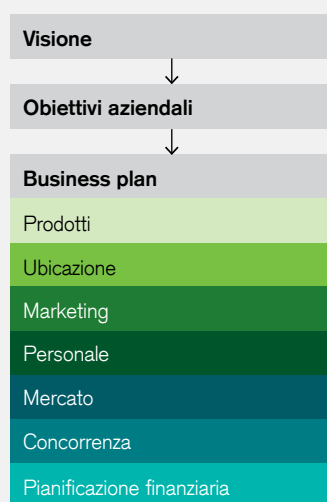 Visione
Obiettivi aziendali
Business plan
Prodotti
Ubicazione
Marketing
Personale
Mercato
Concorrenza
Pianificazione finanziaria